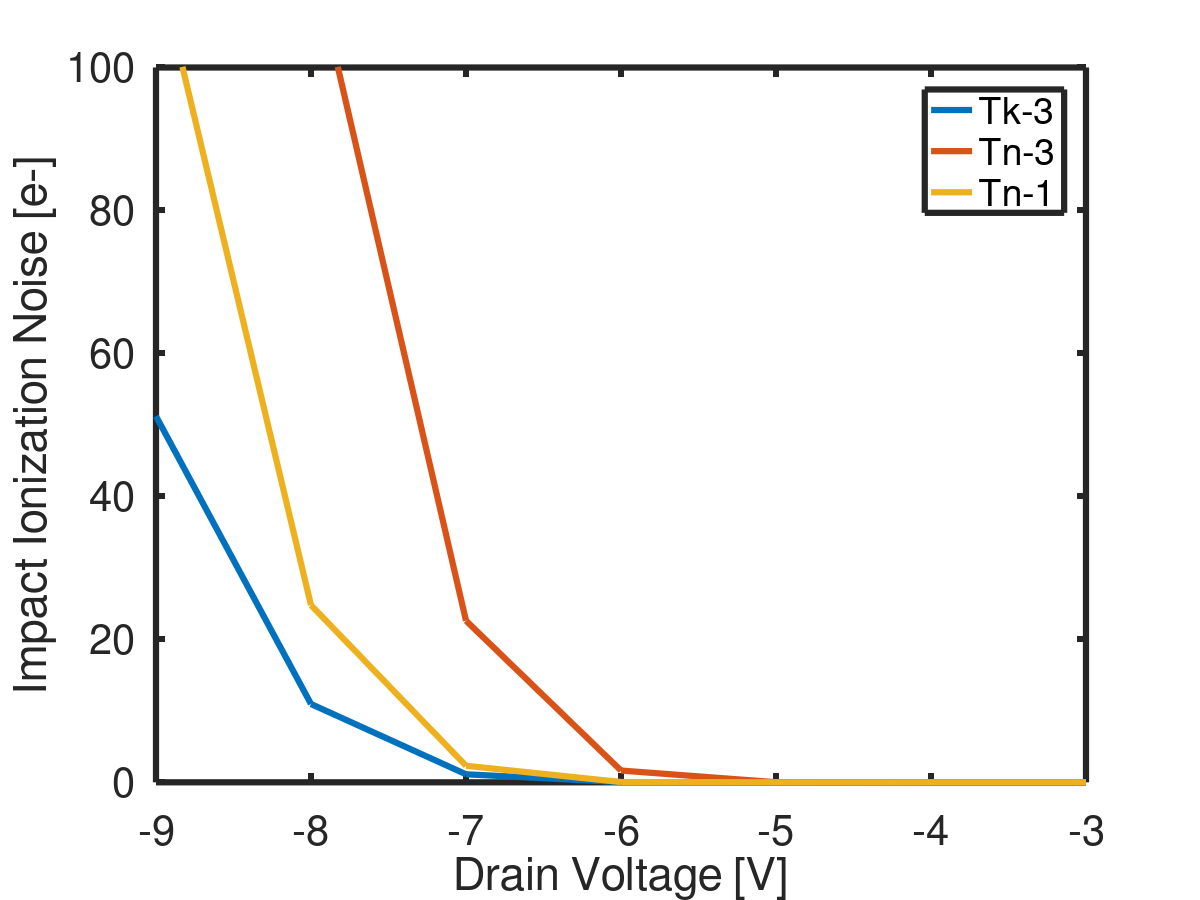 100
80
60
40
20
0
-9 -8 -7 -6 -5 -4 -3
Impact Ionization Noise [e-]
Drain Voltage [V]
Tk-3
Tn-3
Tn-1